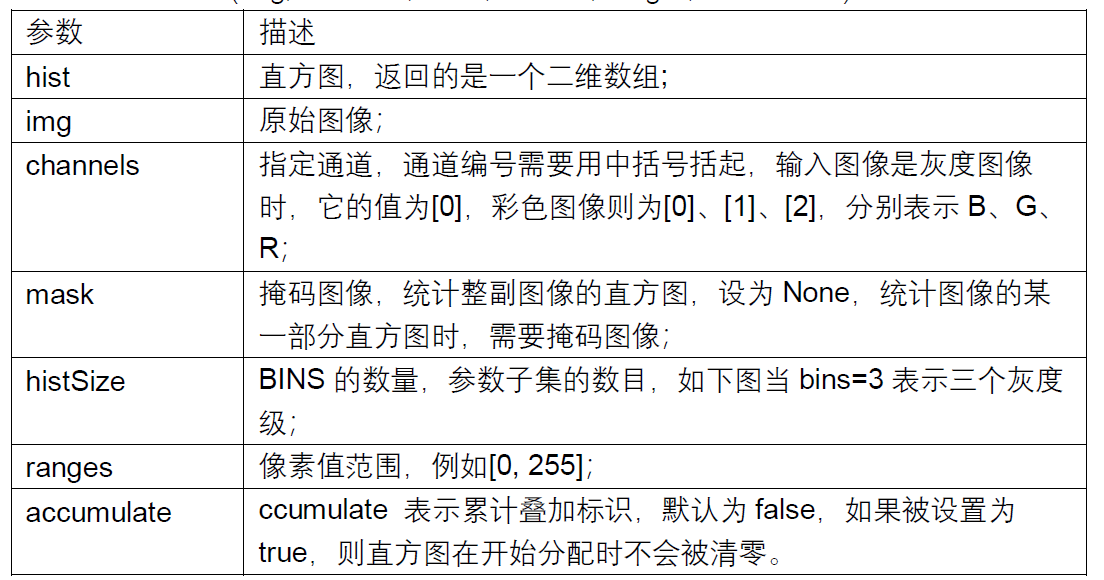 参数 描述
hist 直方图，返回的是一个二维数组;
img 原始图像；
channels 指定通道，通道编号需要用中括号括起，输入图像是灰度图像
时，它的值为[0]，彩色图像则为[0]、[1]、[2]，分别表示 B、G、
R；
mask 掩码图像，统计整副图像的直方图，设为 None，统计图像的某
一部分直方图时，需要掩码图像；
histSize BINS 的数量，参数子集的数目，如下图当 bins=3 表示三个灰度
级；
ranges 像素值范围，例如[0, 255]；
accumulate ccumulate 表示累计叠加标识，默认为 false，如果被设置为
true，则直方图在开始分配时不会被清零。